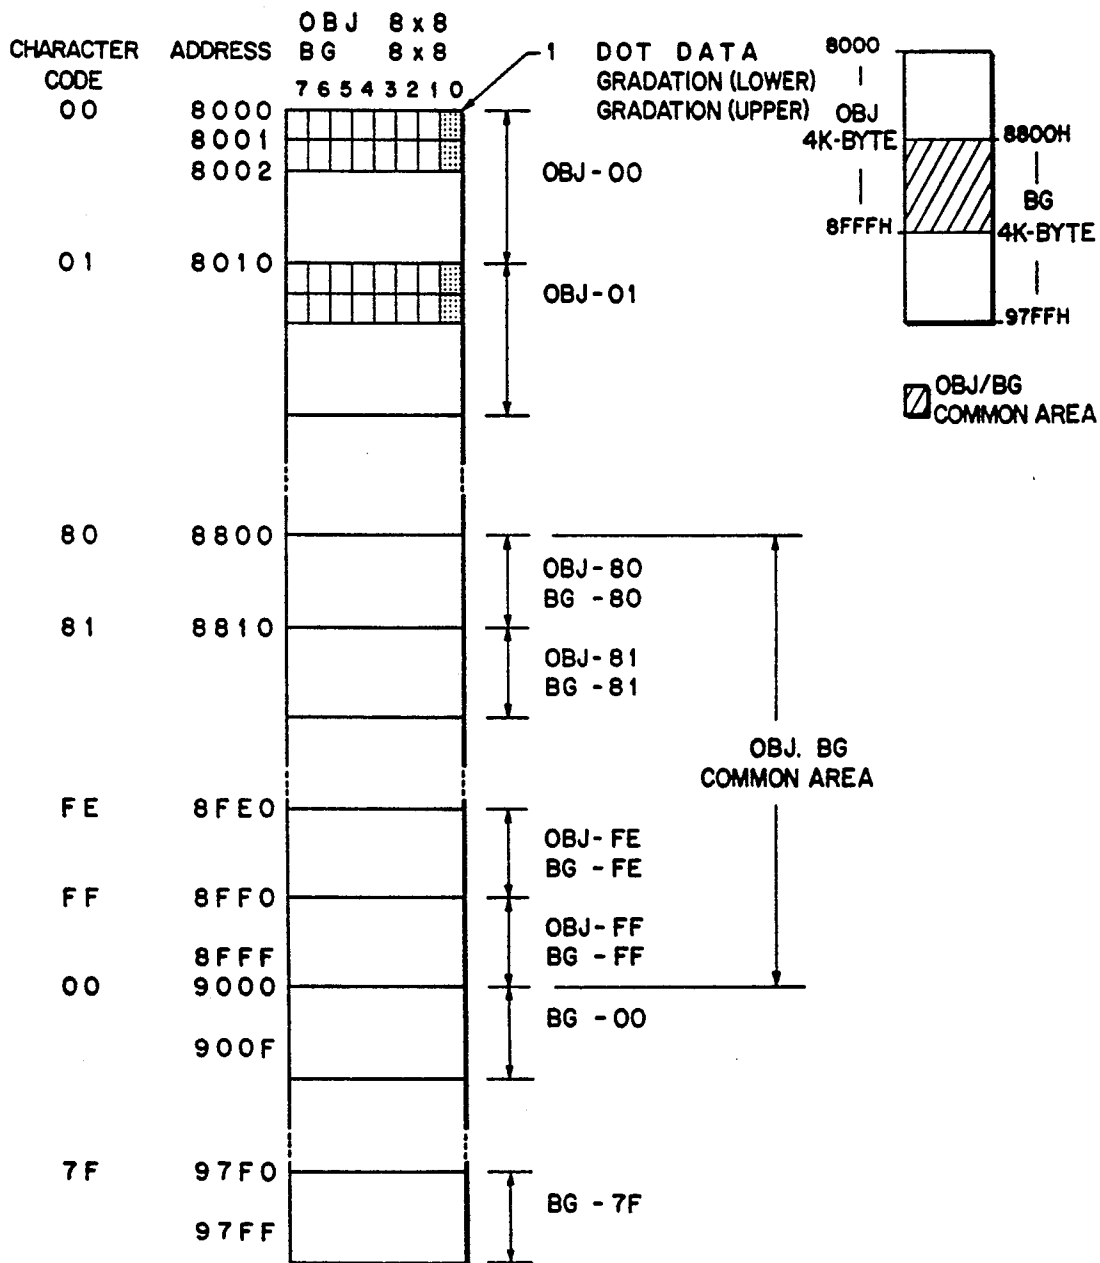 OBJ 8x8
CHARACTER CODE ADDRESS BG 8x8
7 6 5 4 3 2 1 0
1 DOT DATA
GRADATION (LOWER)
GRADATION (UPPER)
00 8000
8001
8002
OBJ-00
01 8010
OBJ-01
80 8800
OBJ-80
BG -80
81 8810
OBJ-81
BG -81
FE 8FE0
OBJ-FE
BG -FE
FF 8FF0
OBJ-FF
8FFF BG -FF
00 9000
BG -00
900F
7F 97F0
BG - 7F
97FF
OBJ. BG
COMMON AREA
8000
OBJ
4K-BYTE
8FFFH
8800H
BG
4K-BYTE
97FFH
OBJ/BG
COMMON AREA